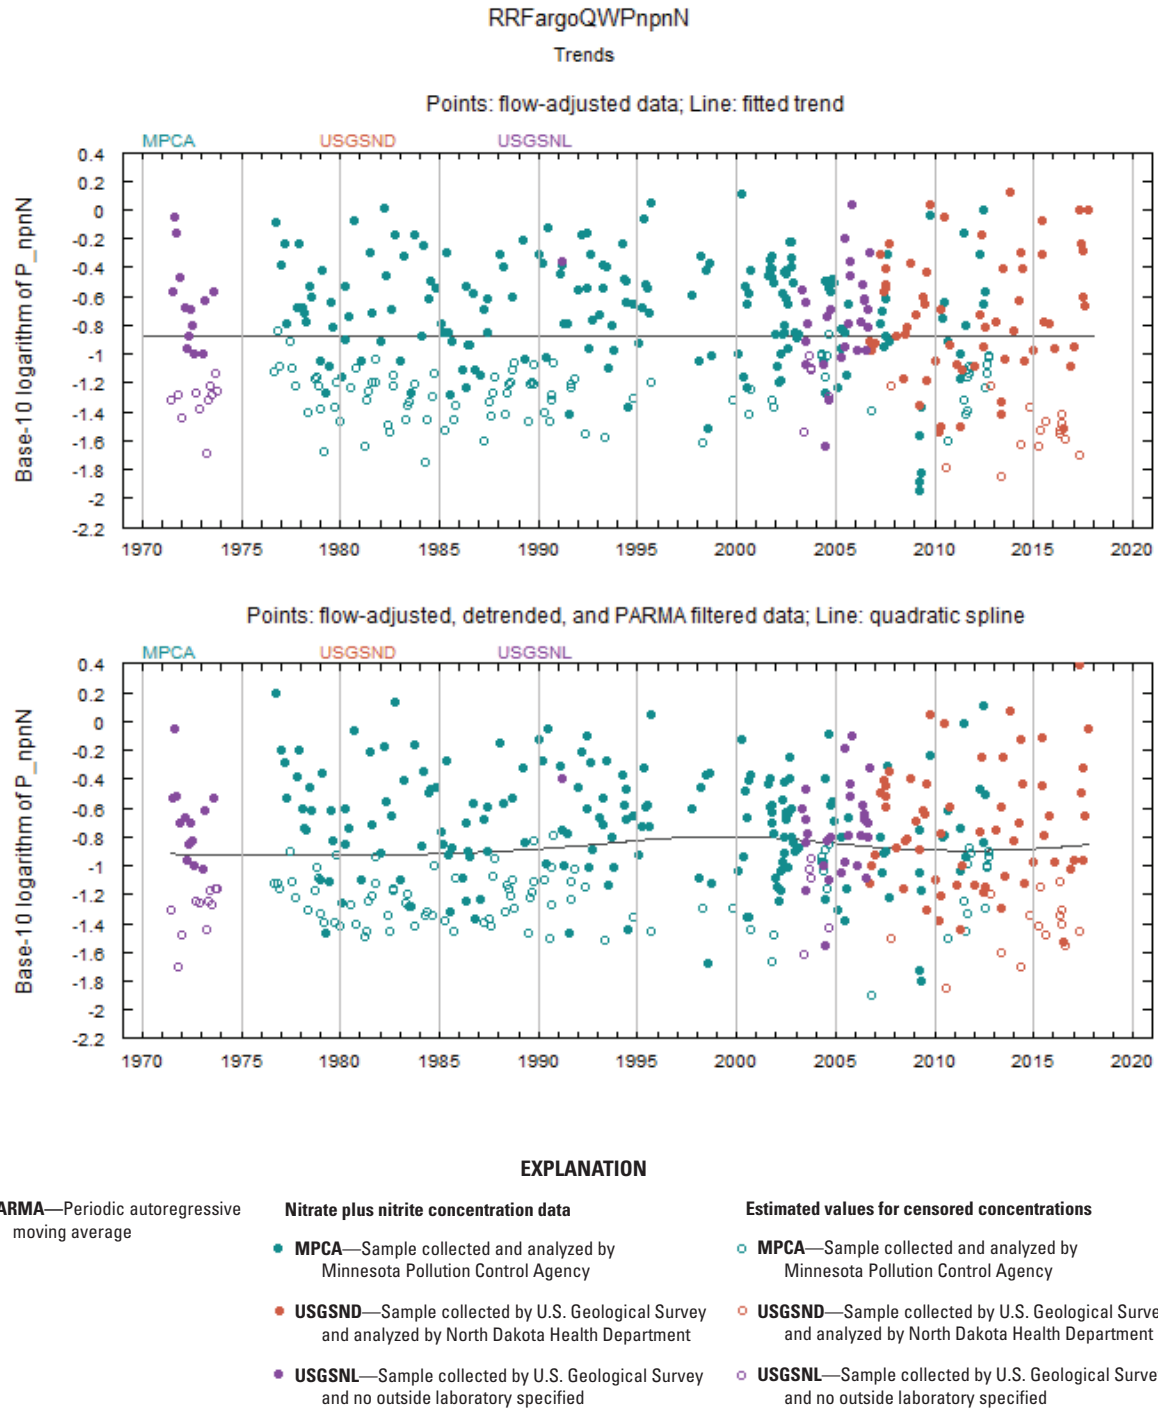 RRFargoQWPnpnN
Trends
Points: flow-adjusted data; Line: fitted trend
MPCA USGSND USGSNL
Base-10 logarithm of P_npnN
0.4
0.2
0
-0.2
-0.4
-0.6
-0.8
-1
-1.2
-1.4
-1.6
-1.8
-2
-2.2
1970 1975 1980 1985 1990 1995 2000 2005 2010 2015 2020
Points: flow-adjusted, detrended, and PARMA filtered data; Line: quadratic spline
MPCA USGSND USGSNL
Base-10 logarithm of P_npnN
0.4
0.2
0
-0.2
-0.4
-0.6
-0.8
-1
-1.2
-1.4
-1.6
-1.8
-2
-2.2
1970 1975 1980 1985 1990 1995 2000 2005 2010 2015 2020
EXPLANATION
ARMA—Periodic autoregressive
moving average
Nitrate plus nitrite concentration data
MPCA—Sample collected and analyzed by
Minnesota Pollution Control Agency
USGSND—Sample collected by U.S. Geological Survey
and analyzed by North Dakota Health Department
USGSNL—Sample collected by U.S. Geological Survey
and no outside laboratory specified
Estimated values for censored concentrations
MPCA—Sample collected and analyzed by
Minnesota Pollution Control Agency
USGSND—Sample collected by U.S. Geological Surve
and analyzed by North Dakota Health Department
USGSNL—Sample collected by U.S. Geological Surve
and no outside laboratory specified